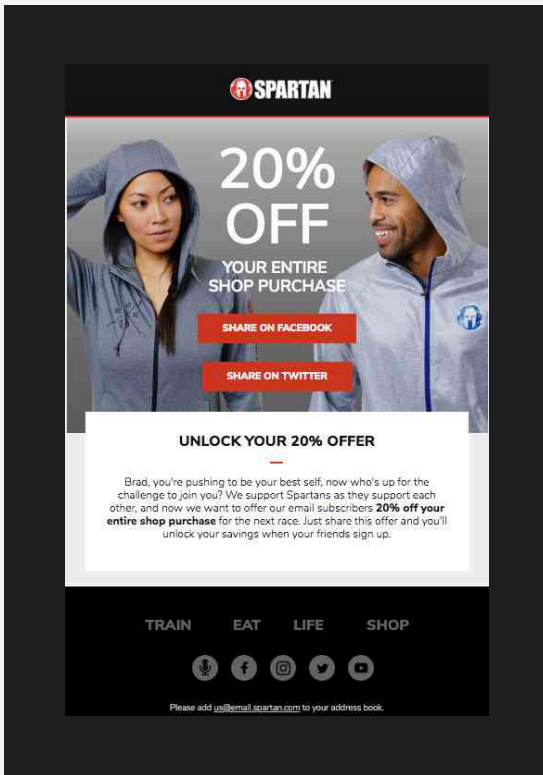 SPARTAN
20%
OFF
YOUR ENTIRE
SHOP PURCHASE
SHARE ON FACEBOOK
SHARE ON TWITTER
UNLOCK YOUR 20% OFFER
Brad, you're pushing to be your best self, now who's up for the
challenge to join you? We support Spartans as they support each
other, and now we want to offer our email subscribers 20% off your
entire shop purchase for the next race. Just share this offer and you'll
unlock your savings when your friends sign up.
TRAIN EAT LIFE SHOP
Please add us@email.spartan.com to your address book.